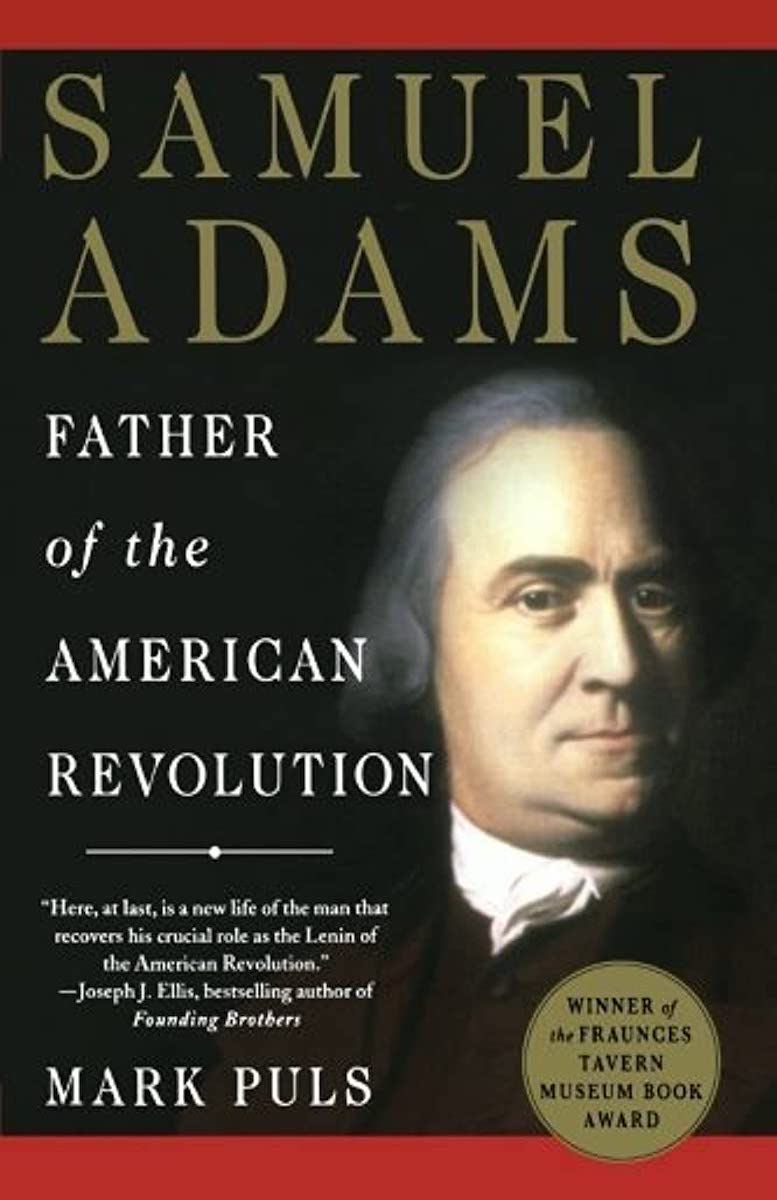 SAMUEL
ADAMS
FATHER
of the
AMERICAN
REVOLUTION
“Here, at last, is a new life of the man that
recovers his crucial role as the Lenin of
the American Revolution.”
—Joseph J. Ellis, bestselling author of
Founding Brothers
MARK PULS
WINNER of
the FRAUNCES
TAVERN
MUSEUM BOOK
AWARD